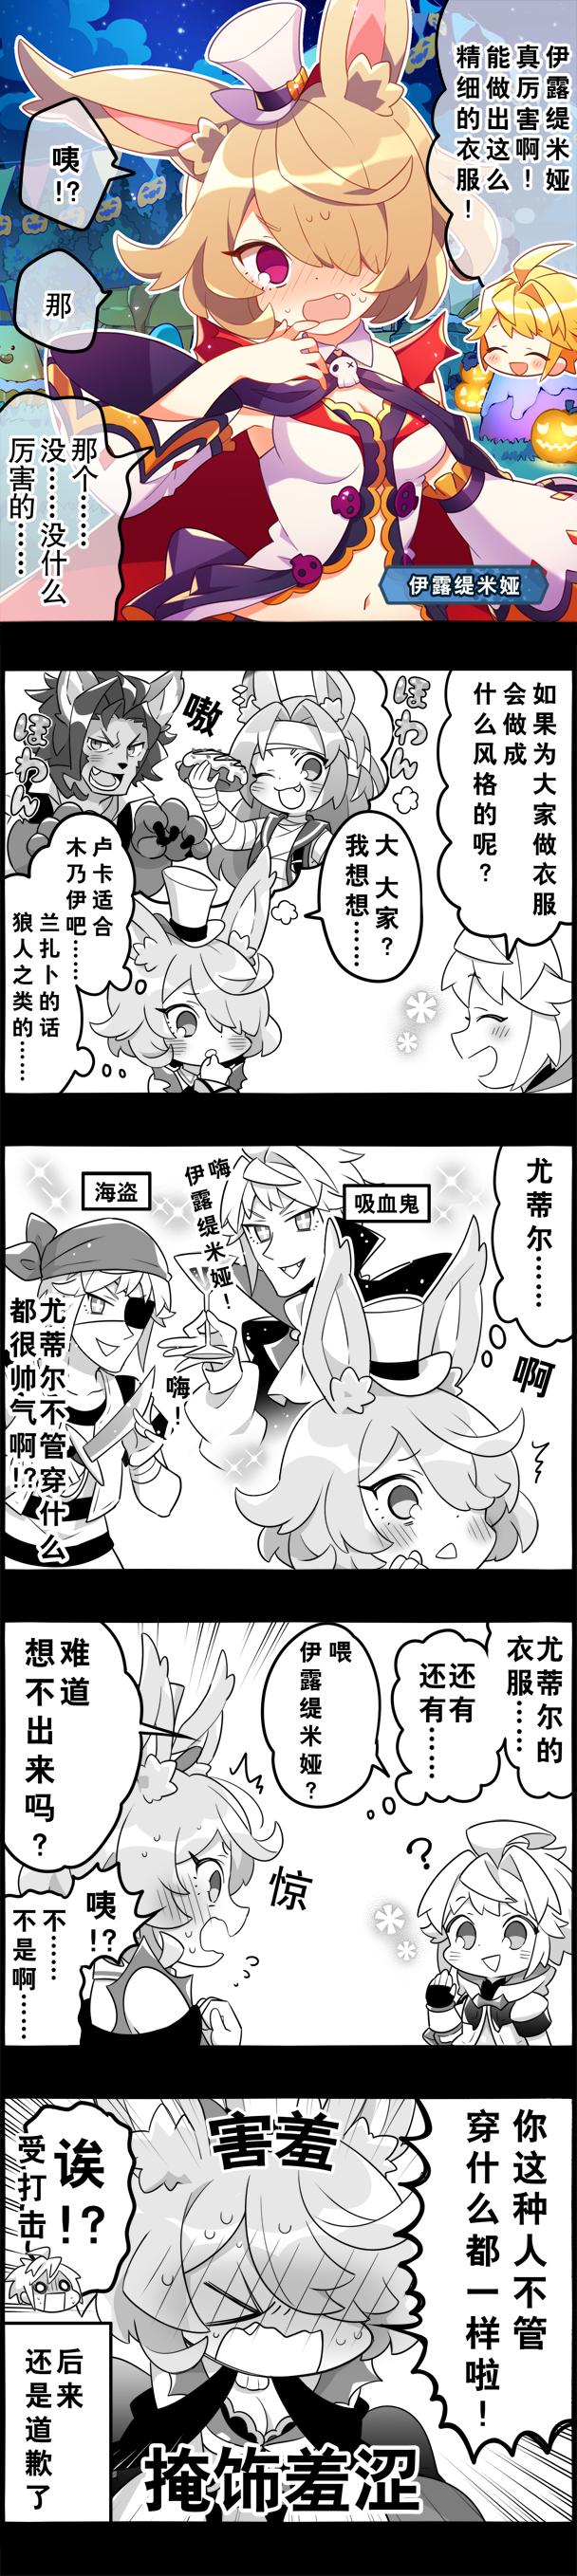 伊露缇米娅
真厉害啊！
能做出这么
精细的衣服！
咦
!?
那
那个……
没……没什么
厉害的……
伊露缇米娅
如果为大家做衣服
会做成
什么风格的呢？
ほわん
嗷
ほわん
大 大家？
我想想……
卢卡适合
木乃伊吧……
兰扎卜的话
狼人之类的……
尤蒂尔……
吸血鬼
嗨
伊露缇米娅！
海盗
嗨！
啊
尤蒂尔不管穿什么
都很帅气啊!?
尤蒂尔的
衣服……
还有
还有……
喂
伊露缇米娅？
难道
想不出来吗？
？
惊
咦!?
不……
不是啊……
你这种人不管
穿什么都一样啦！
害羞
诶!?
受打击
掩饰羞涩
后来
还是道歉了